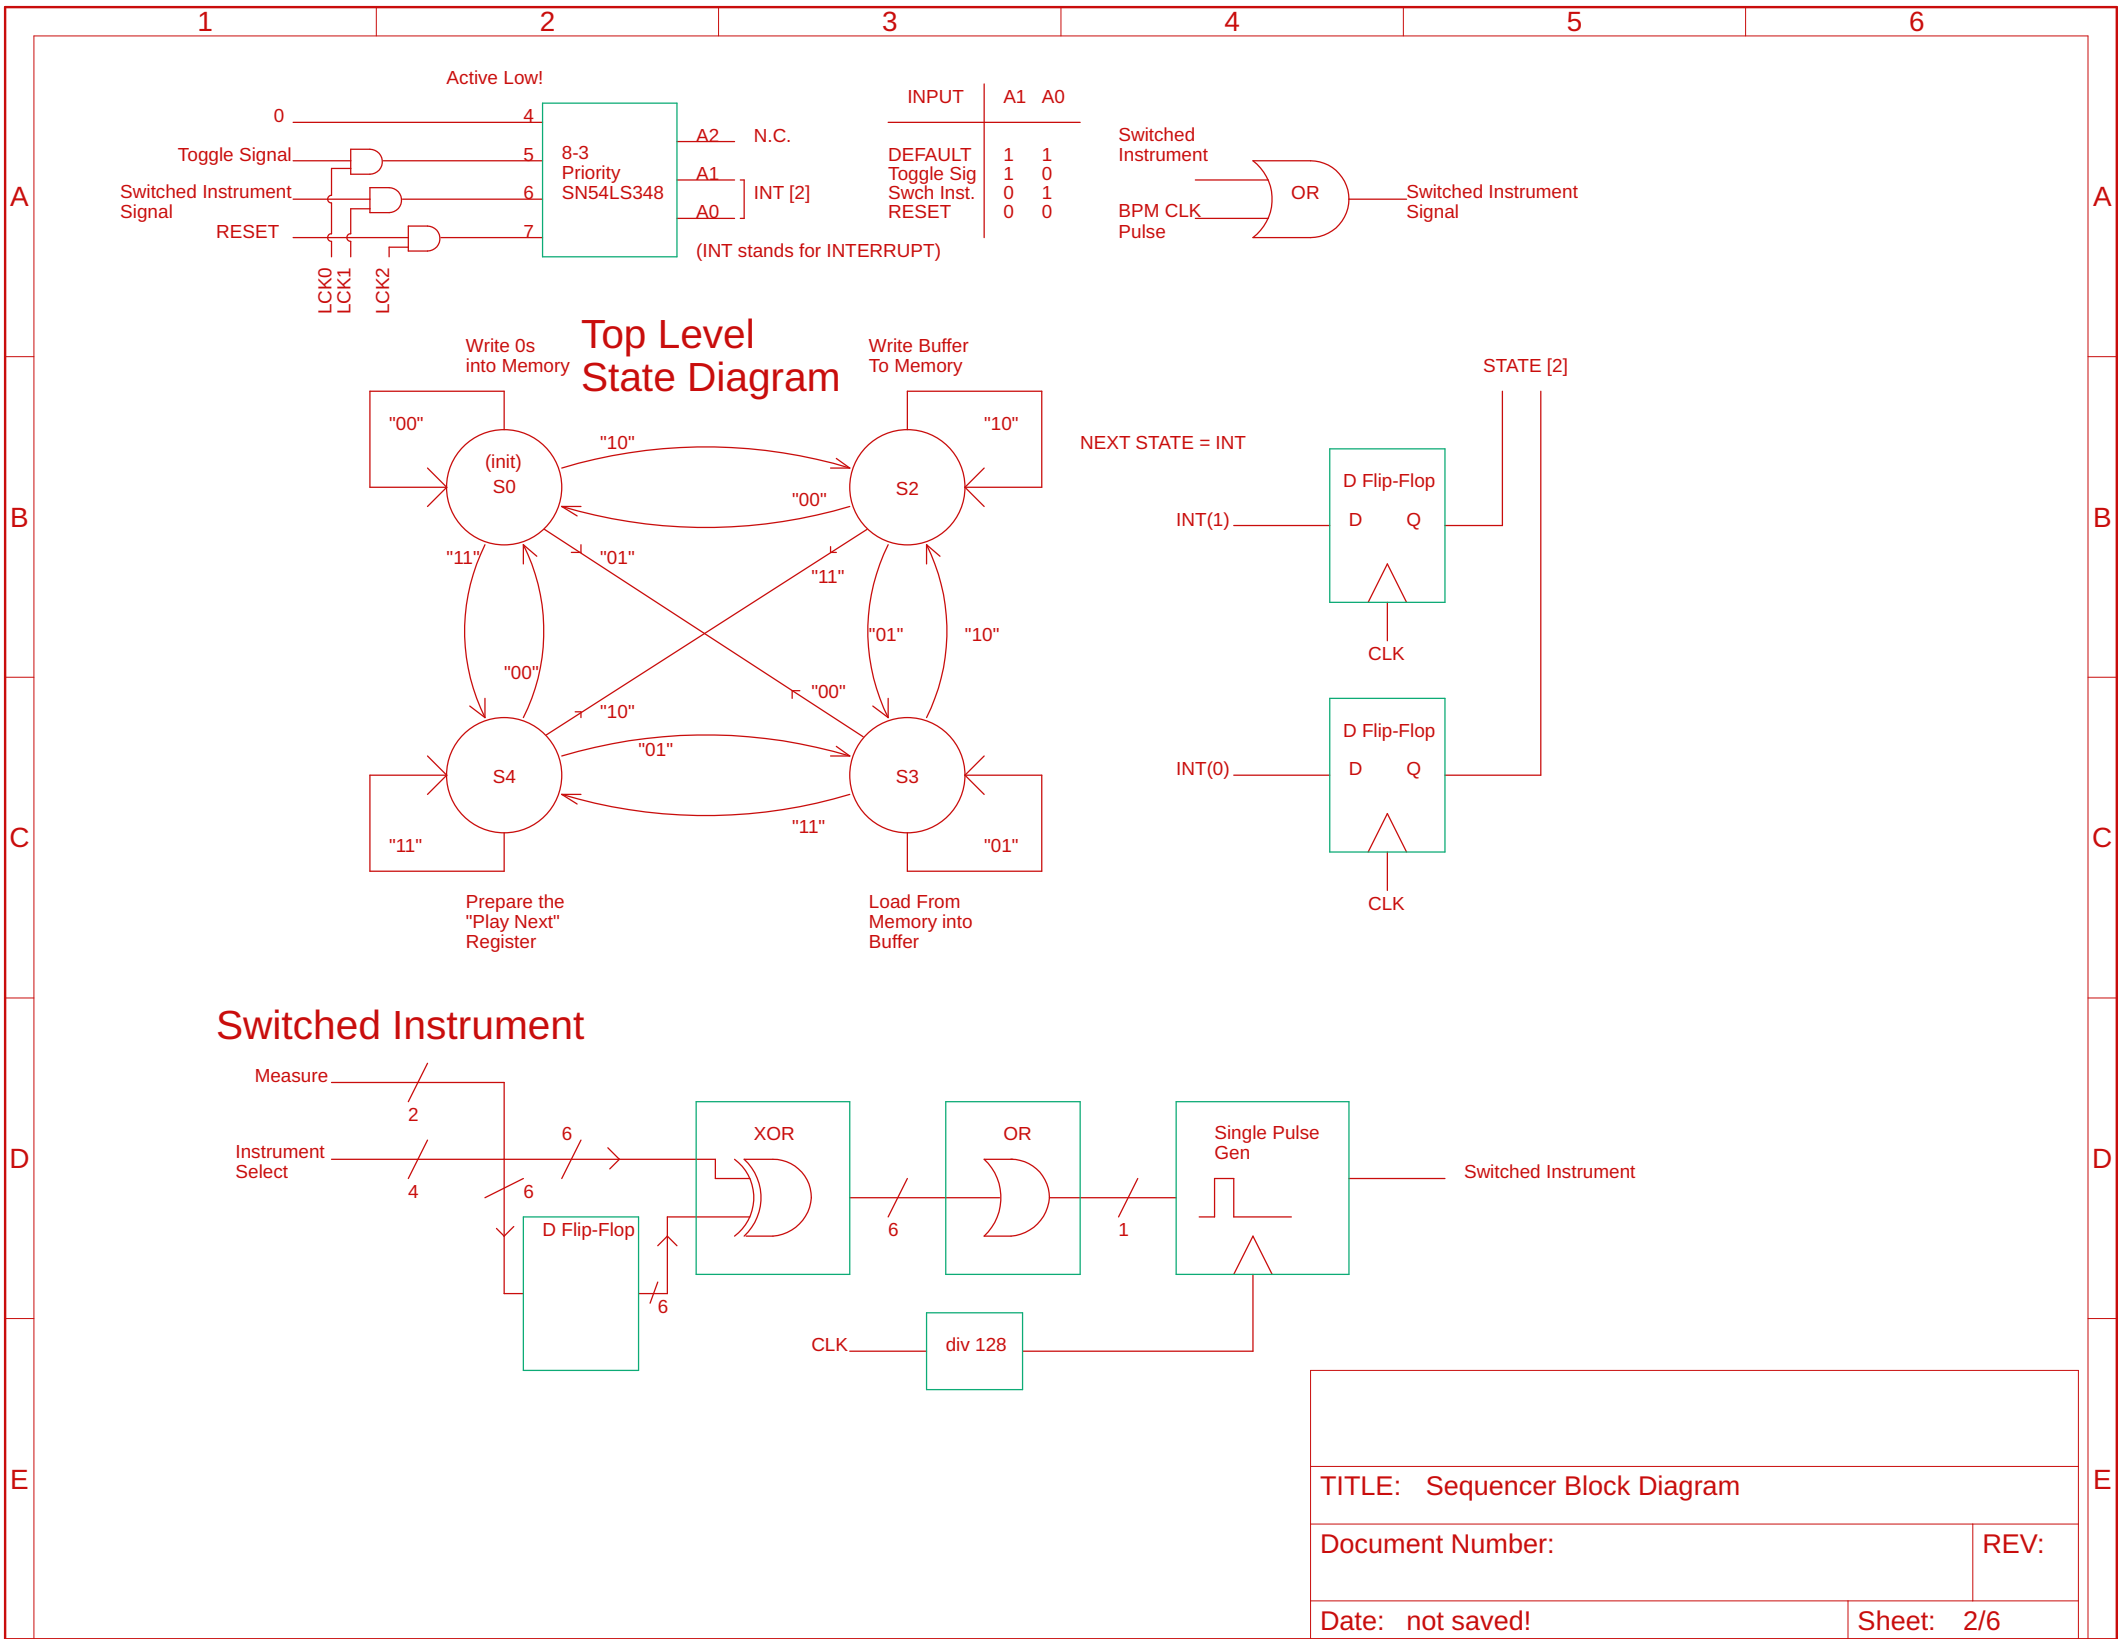 1 2 3 4 5 6
A
B
C
D
E
A
B
C
D
E
Active Low!
0
Toggle Signal
Switched Instrument
Signal
RESET
LCK0
LCK1
LCK2
4
5
6
7
8-3
Priority
SN54LS348
A2
A1
A0
N.C.
INT [2]
(INT stands for INTERRUPT)
INPUT A1 A0
DEFAULT 1 1
Toggle Sig 1 0
Swch Inst. 0 1
RESET 0 0
Switched
Instrument
BPM CLK
Pulse
OR
Switched Instrument
Signal
Top Level
State Diagram
Write 0s
into Memory
Write Buffer
To Memory
"00"
(init)
S0
"10"
"00"
S2
"10"
"11"
"01"
"11"
"00"
"01"
"10"
"10"
"00"
S4
"01"
"11"
S3
"11"
"01"
Prepare the
"Play Next"
Register
Load From
Memory into
Buffer
NEXT STATE = INT
STATE [2]
INT(1)
D Flip-Flop
D Q
CLK
INT(0)
D Flip-Flop
D Q
CLK
Switched Instrument
Measure
2
Instrument
Select
4
6
6
D Flip-Flop
6
XOR
6
OR
1
Single Pulse
Gen
Switched Instrument
CLK
div 128
TITLE: Sequencer Block Diagram
Document Number:
REV:
Date: not saved!
Sheet: 2/6